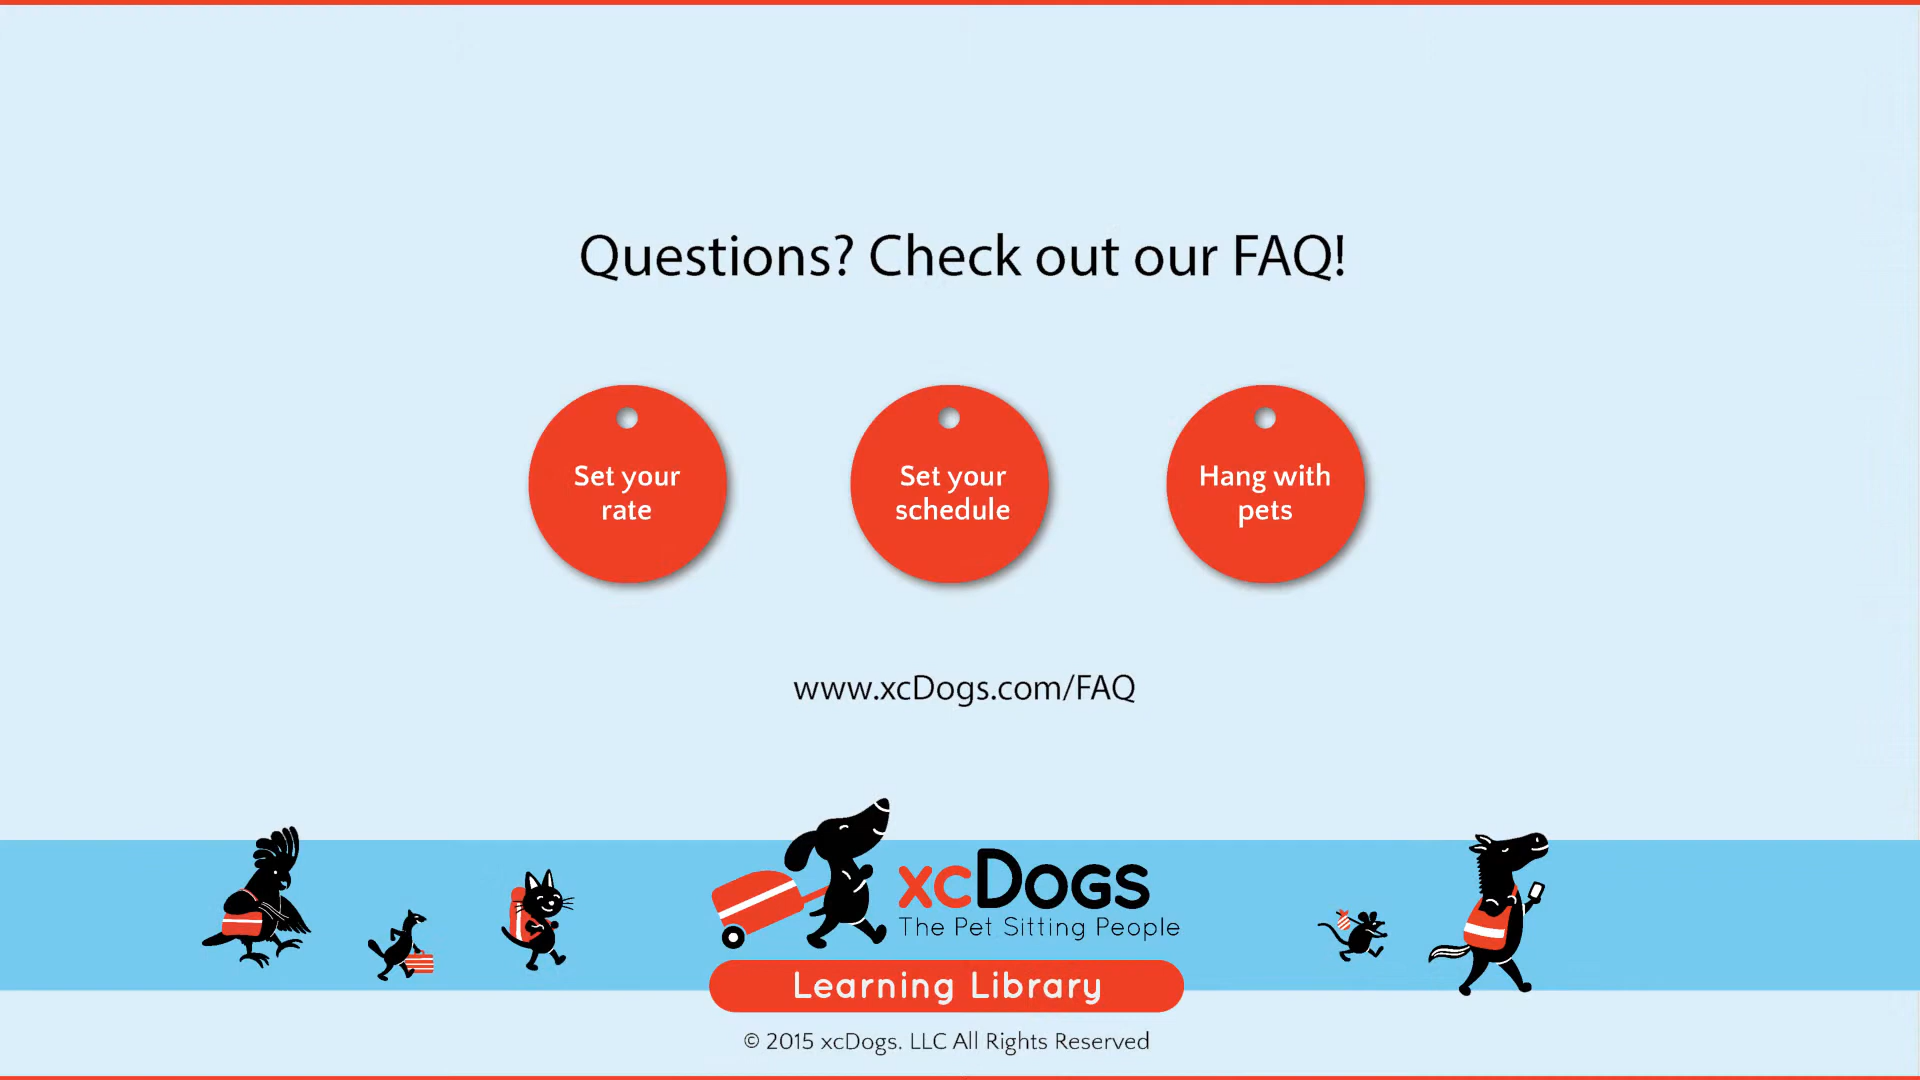 Questions? Check out our FAQ!
Set your
rate
Set your
schedule
Hang with
pets
www.xcDogs.com/FAQ
xcDOGS
The Pet Sitting People
Learning Library
© 2015 xcDogs. LLC All Rights Reserved